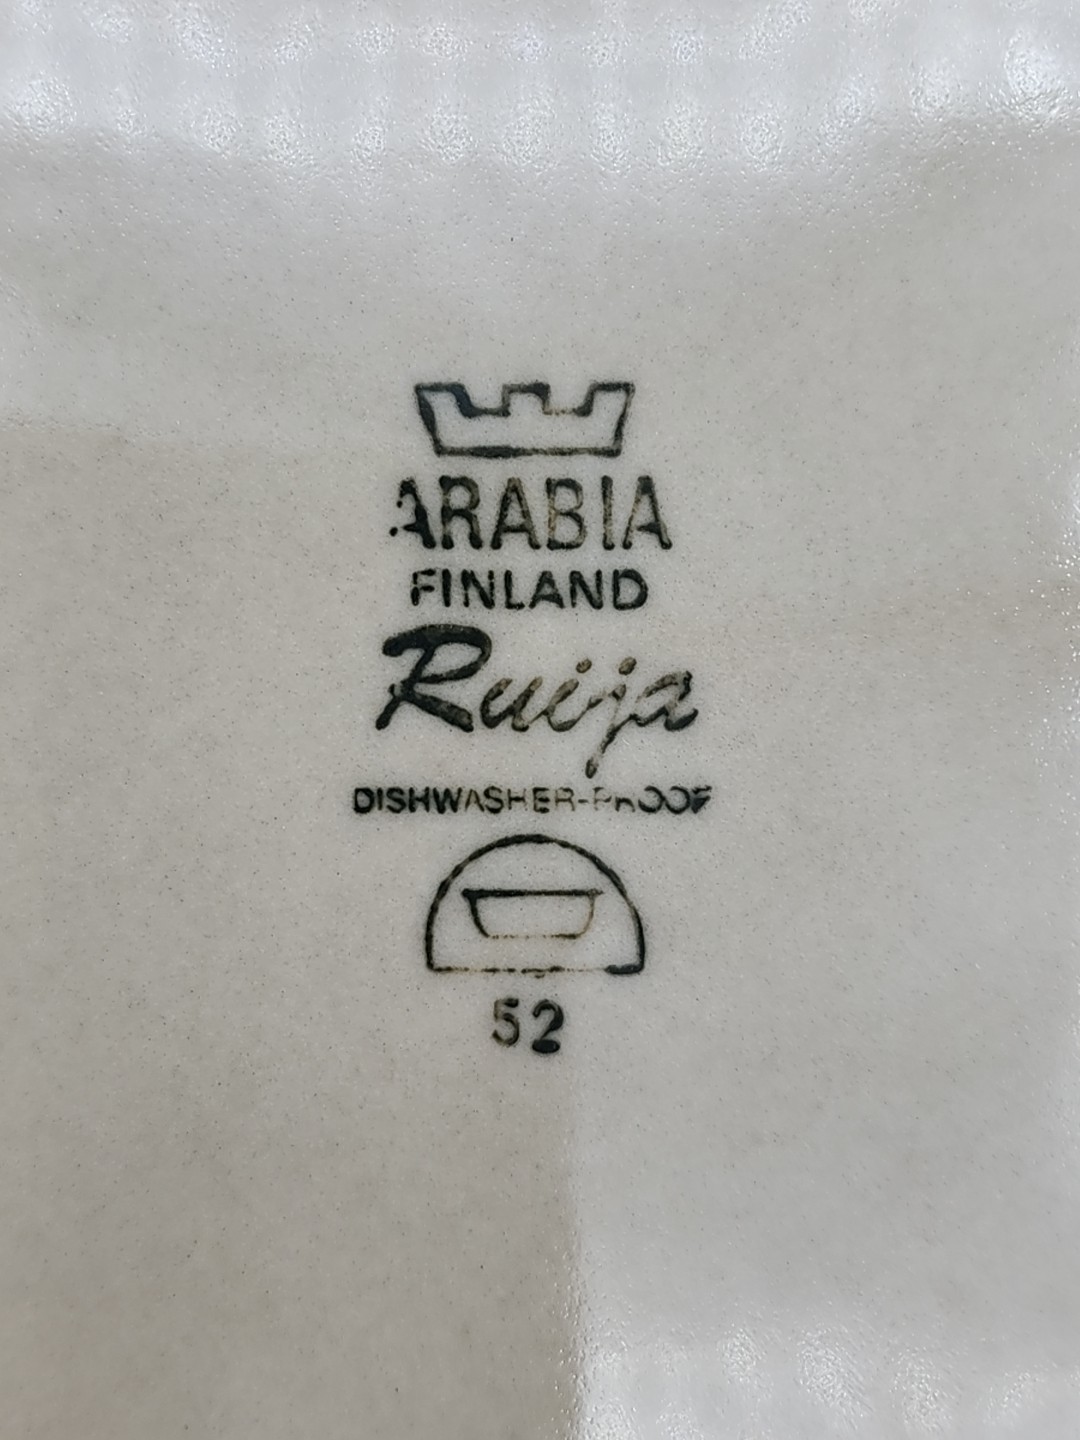 ARABIA
FINLAND
Ruija
DISHWASHER-PROOF
52